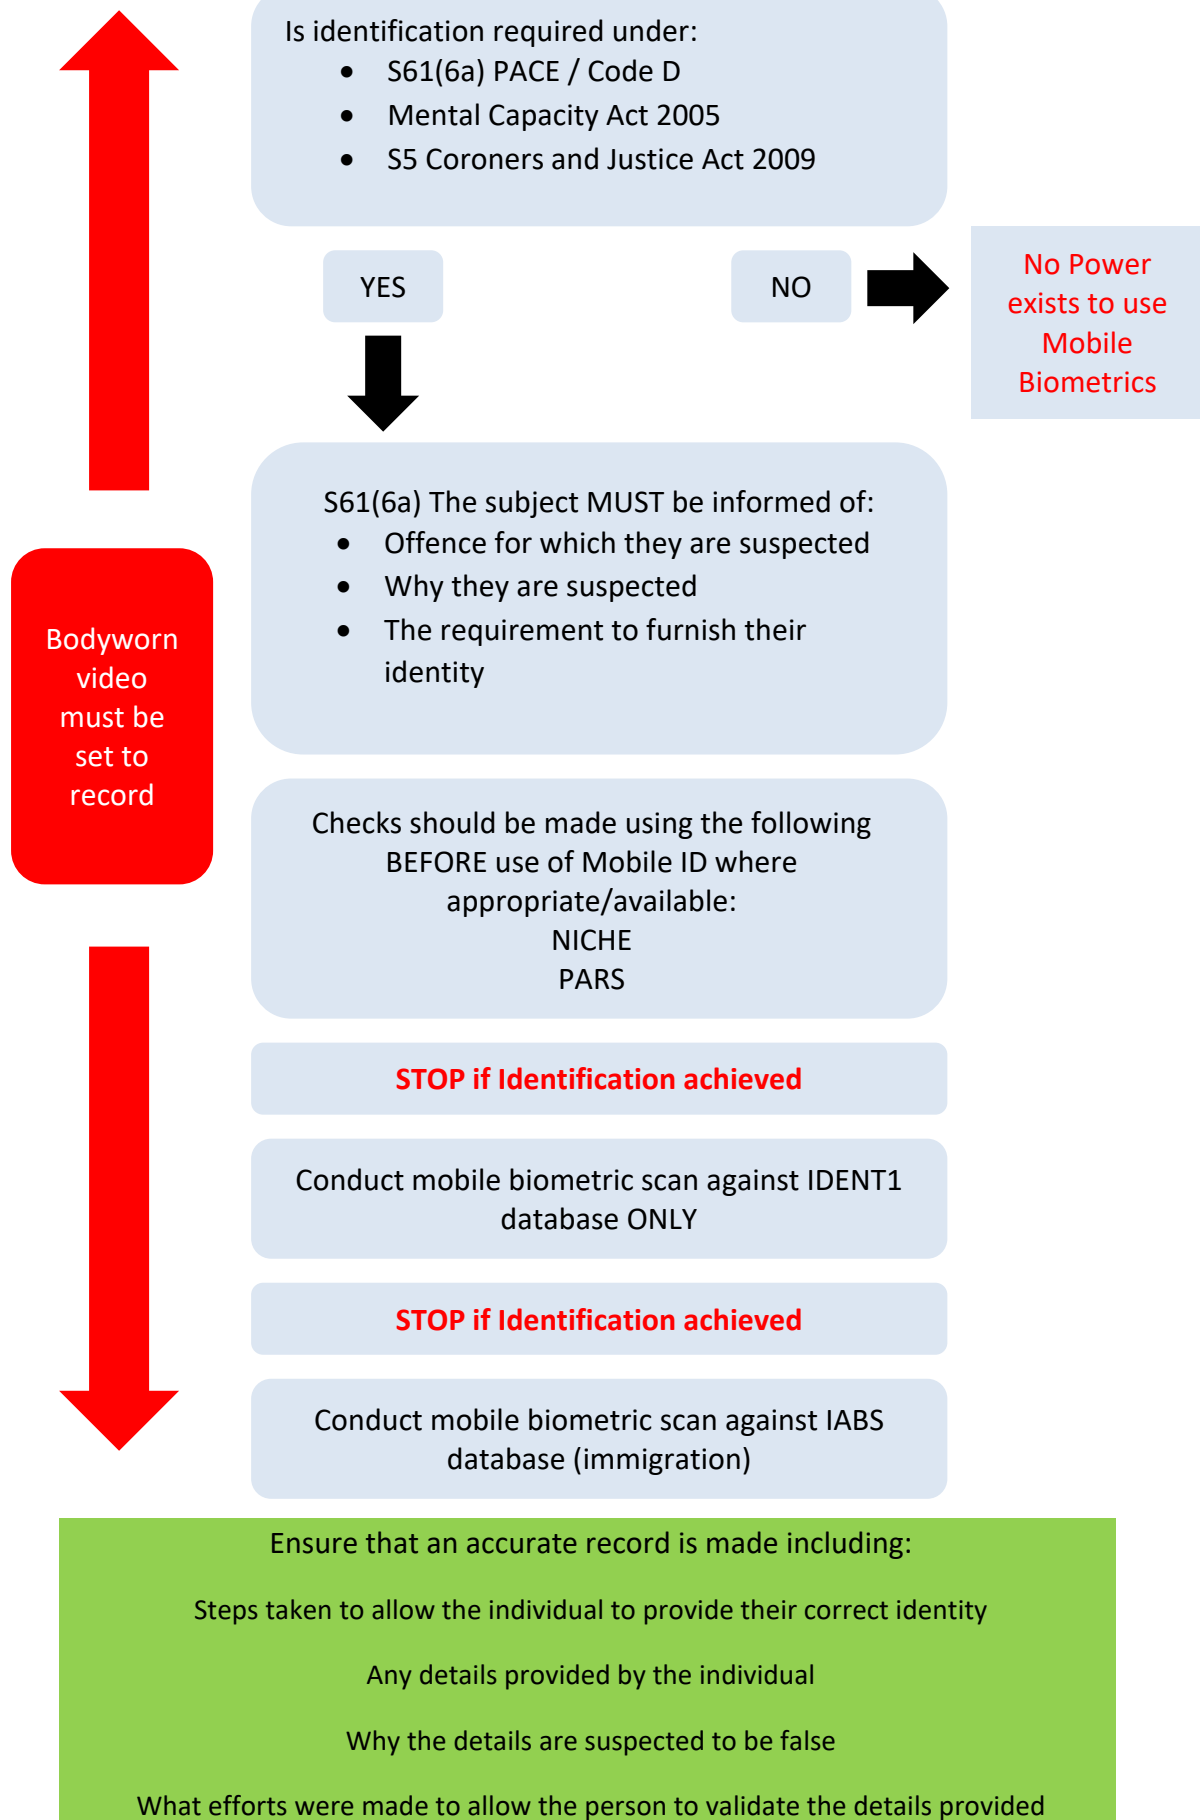 Is identification required under:
• S61(6a) PACE / Code D
• Mental Capacity Act 2005
• S5 Coroners and Justice Act 2009
YES
NO
No Power
exists to use
Mobile
Biometrics
S61(6a) The subject MUST be informed of:
• Offence for which they are suspected
• Why they are suspected
• The requirement to furnish their
identity
Bodyworn
video
must be
set to
record
Checks should be made using the following
BEFORE use of Mobile ID where
appropriate/available:
NICHE
PARS
STOP if Identification achieved
Conduct mobile biometric scan against IDENT1
database ONLY
STOP if Identification achieved
Conduct mobile biometric scan against IABS
database (immigration)
Ensure that an accurate record is made including:
Steps taken to allow the individual to provide their correct identity
Any details provided by the individual
Why the details are suspected to be false
What efforts were made to allow the person to validate the details provided